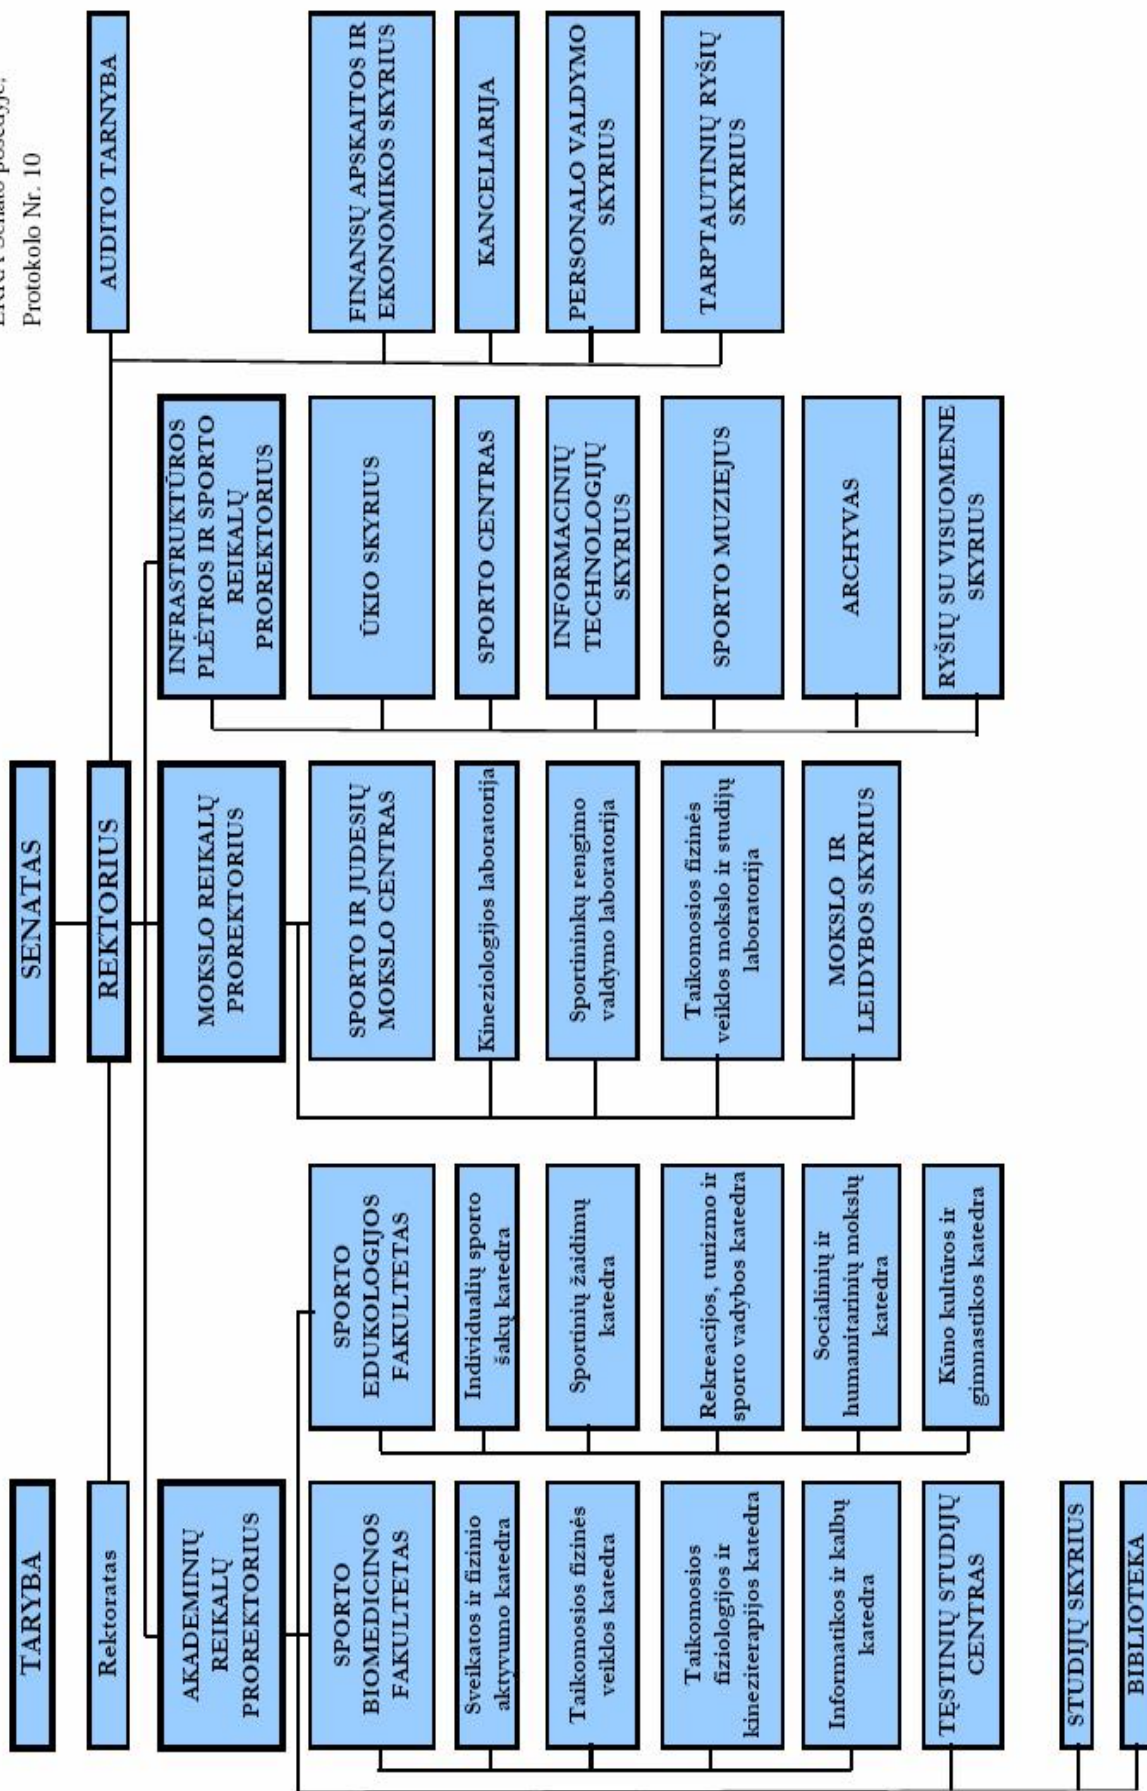 Protokolo Nr. 10
TARYBA
SENATAS
Rektoratas
REKTORIUS
AUDITO TARNYBA
AKADEMINIŲ
REIKALŲ
PROREKTORIUS
MOKSLO REIKALŲ
PROREKTORIUS
INFRASTRUKTŪROS
PLĖTROS IR SPORTO
REIKALŲ
PROREKTORIUS
SPORTO
BIOMEDICINOS
FAKULTETAS
Sveikatos ir fizinio
aktyvumo katedra
Taikomosios fizinės
veiklos katedra
Taikomosios
fiziologijos ir
kineziterapijos katedra
Informatikos ir kalbų
katedra
TĘSTINIŲ STUDIJŲ
CENTRAS
STUDIJŲ SKYRIUS
BIBLIOTEKA
SPORTO
EDUKOLOGIJOS
FAKULTETAS
Individualių sporto
šakų katedra
Sportinių žaidimų
katedra
Rekreacijos, turizmo ir
sporto vadybos katedra
Socialinių ir
humanitarinių mokslų
katedra
Kūno kultūros ir
gimnastikos katedra
SPORTO IR JUDESIŲ
MOKSLO CENTRAS
Kineziologijos laboratorija
Sportininkų rengimo
valdymo laboratorija
Taikomosios fizinės
veiklos mokslo ir studijų
laboratorija
MOKSLO IR
LEIDYBOS SKYRIUS
ŪKIO SKYRIUS
SPORTO CENTRAS
INFORMACINIŲ
TECHNOLOGIJŲ
SKYRIUS
SPORTO MUZIEJUS
ARCHYVAS
RYŠIŲ SU VISUOMENE
SKYRIUS
FINANSŲ APSKAITOS IR
EKONOMIKOS SKYRIUS
KANCELIARIJA
PERSONALO VALDYMO
SKYRIUS
TARPTAUTINIŲ RYŠIŲ
SKYRIUS